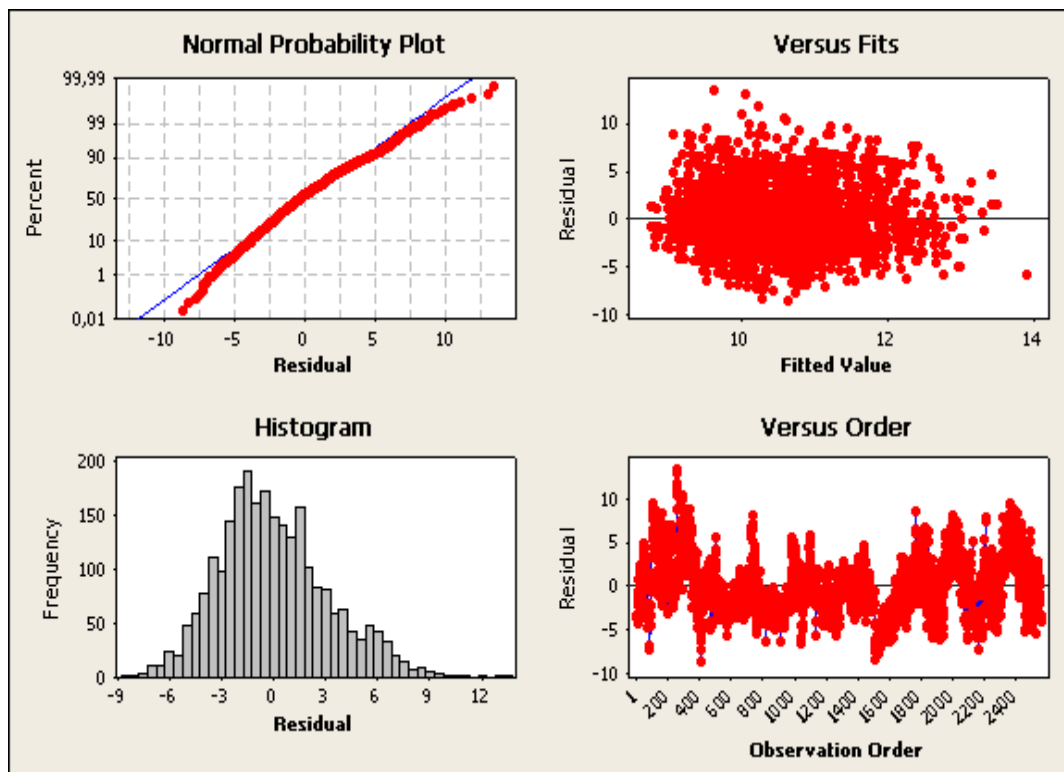 Normal Probability Plot
99,99
99
90
50
10
1
0,01
Percent
-10 -5 0 5 10
Residual
Versus Fits
10
5
0
-5
-10
Residual
10 12 14
Fitted Value
Histogram
200
150
100
50
0
Frequency
-9 -6 -3 0 3 6 9 12
Residual
Versus Order
10
5
0
-5
-10
Residual
1 200 400 600 800 1000 1200 1400 1600 1800 2000 2200 2400
Observation Order